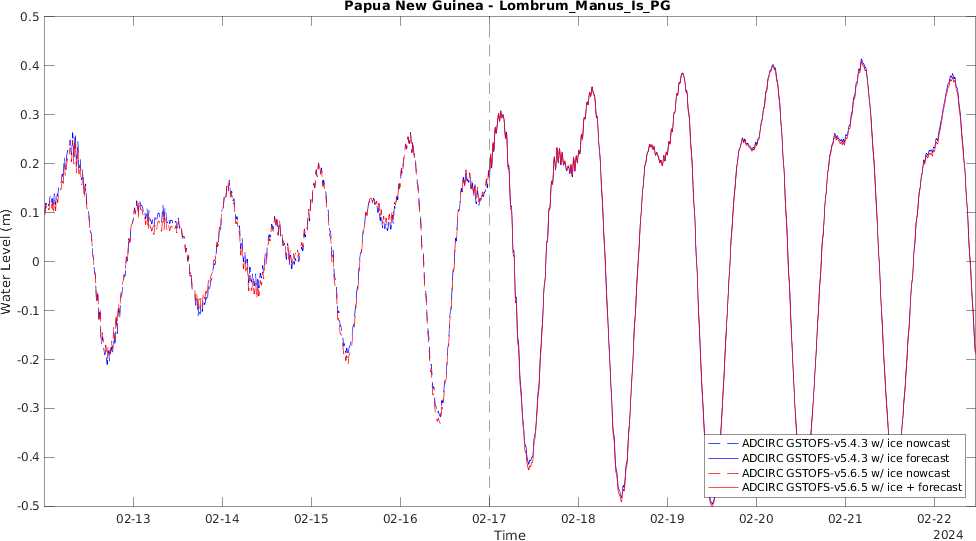 Papua New Guinea - Lombrum_Manus_Is_PG
0.5
0.4
0.3
0.2
0.1
0
-0.1
-0.2
-0.3
-0.4
-0.5
Water Level (m)
ADCIRC GSTOFS-v5.4.3 w/ ice nowcast
ADCIRC GSTOFS-v5.4.3 w/ ice forecast
ADCIRC GSTOFS-v5.6.5 w/ ice nowcast
ADCIRC GSTOFS-v5.6.5 w/ ice + forecast
02-13 02-14 02-15 02-16 02-17 02-18 02-19 02-20 02-21 02-22
Time
2024